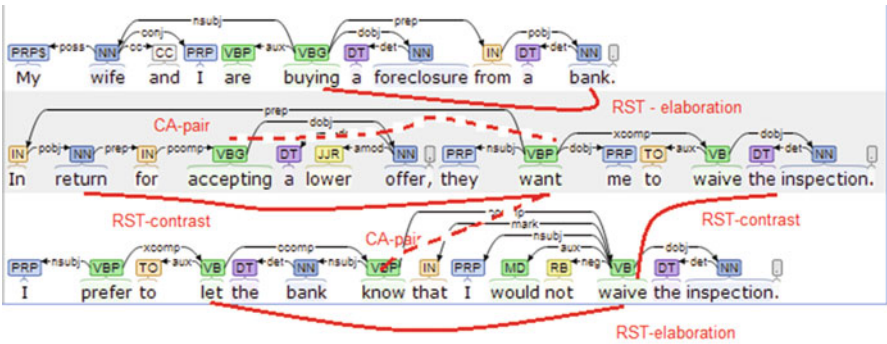 nsubj
conj prep
poss cc aux dobj det pobj det
PRP$ NN CC PRP VBP VBG DT NN IN DT NN .
My wife and I are buying a foreclosure from a bank.
RST - elaboration
prep
CA-pair dobj xcomp dobj
pobj prep pcomp amod nsubj dobj aux det
IN NN IN VBG DT JJR NN . PRP VBP PRP TO VB DT NN .
In return for accepting a lower offer, they want me to waive the inspection.
RST-contrast RST-contrast
CA-pair
mark
nsubj
xcomp ccomp aux dobj
nsubj aux det nsubj neg det
PRP VBP TO VB DT NN VBP IN PRP MD RB VB DT NN .
I prefer to let the bank know that I would not waive the inspection.
RST-elaboration